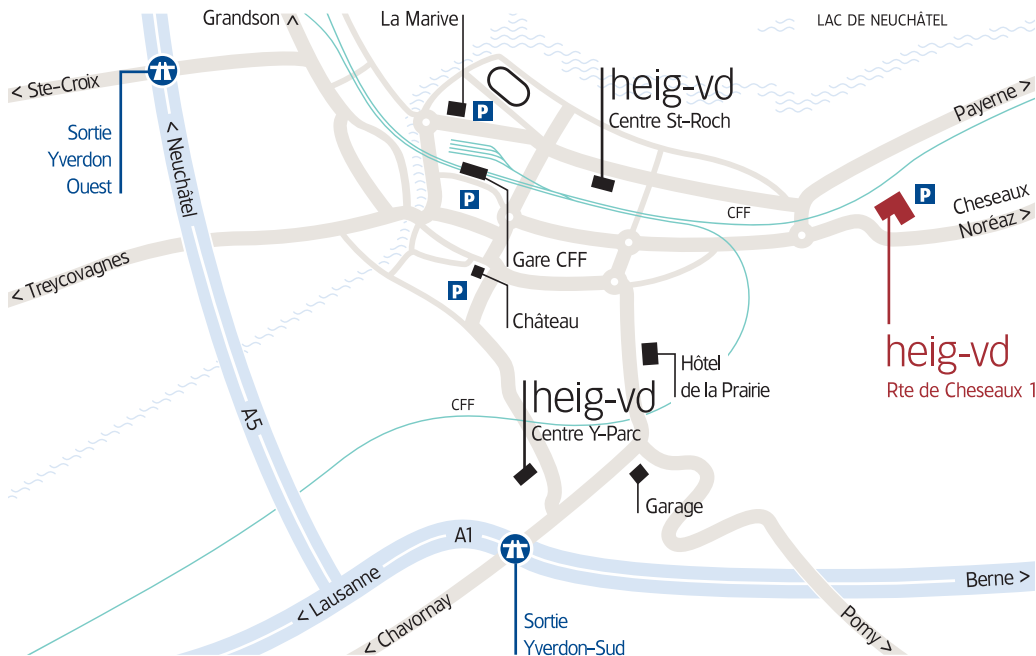 Grandson >
La Marive
LAC DE NEUCHÂTEL
< Ste-Croix
Sortie
Yverdon
Ouest
< Neuchâtel
P
heig-vd
Centre St-Roch
Payerne >
P
CFF
P
Cheseaux
Noréaz >
< Treycovagnes
Gare CFF
P
Château
heig-vd
Rte de Cheseaux 1
Hôtel
de la Prairie
A5
CFF
heig-vd
Centre Y-Parc
Garage
A1
< Lausanne
Berne >
< Chavornay
Sortie
Yverdon-Sud
Pomy >